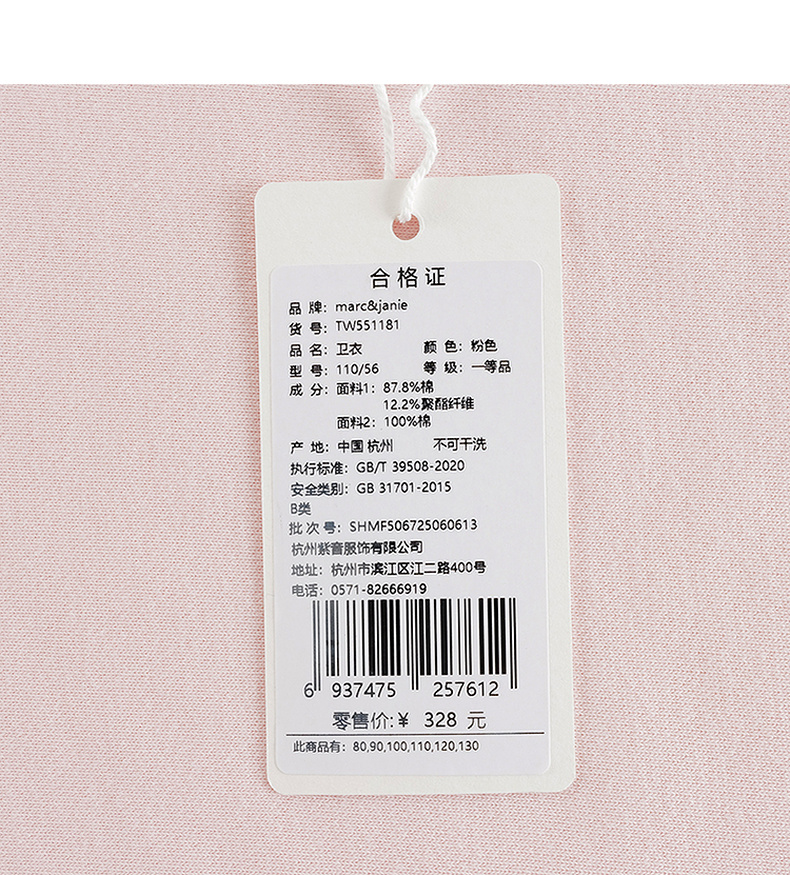 合格证
品 牌：marc&janie
货 号：TW551181
品 名：卫衣 颜 色：粉色
型 号：110/56 等 级：一等品
成 分：面料1：87.8%棉
12.2%聚酯纤维
面料2：100%棉
产 地：中国 杭州 不可干洗
执行标准：GB/T 39508-2020
安全类别：GB 31701-2015
B类
批 次 号：SHMFS06725060613
杭州紫音服饰有限公司
地址：杭州市滨江区江二路400号
电话：0571-82666919
6 937475 257612
零售价:¥ 328 元
此商品有：80,90,100,110,120,130